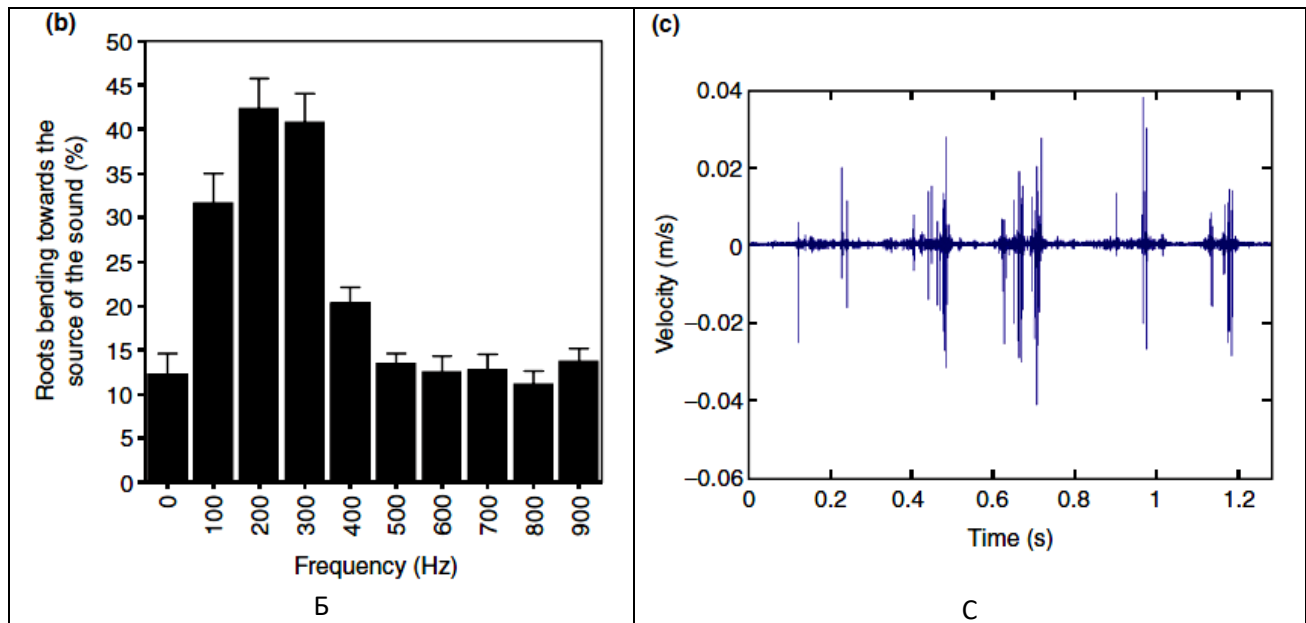 (b)
50
45
40
35
30
25
20
15
10
5
0
Roots bending towards the
source of the sound (%)
0 100 200 300 400 500 600 700 800 900
Frequency (Hz)
Б
(c)
0.04
0.02
0
−0.02
−0.04
−0.06
Velocity (m/s)
0 0.2 0.4 0.6 0.8 1 1.2
Time (s)
С